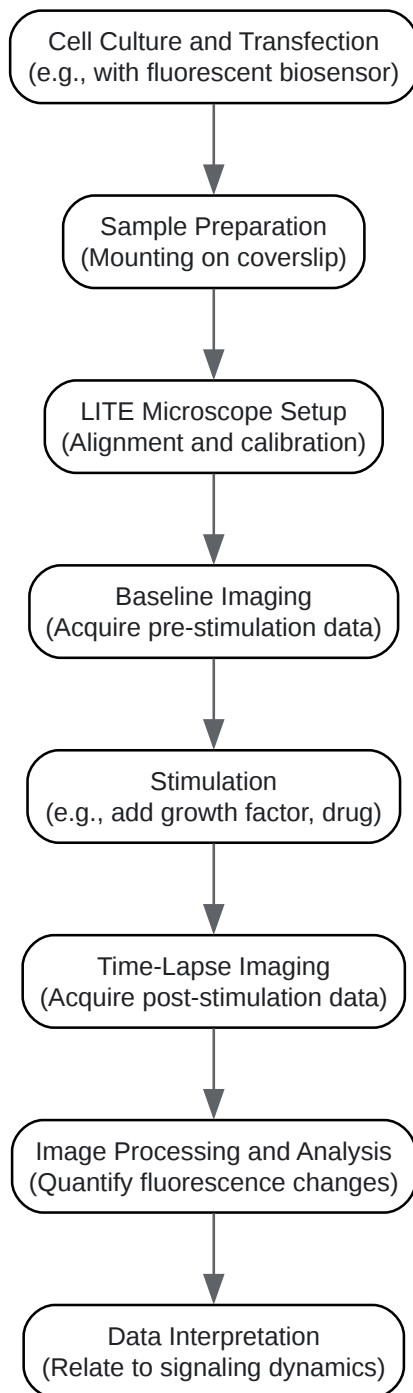 Cell Culture and Transfection
(e.g., with fluorescent biosensor)
Sample Preparation
(Mounting on coverslip)
LITE Microscope Setup
(Alignment and calibration)
Baseline Imaging
(Acquire pre-stimulation data)
Stimulation
(e.g., add growth factor, drug)
Time-Lapse Imaging
(Acquire post-stimulation data)
Image Processing and Analysis
(Quantify fluorescence changes)
Data Interpretation
(Relate to signaling dynamics)